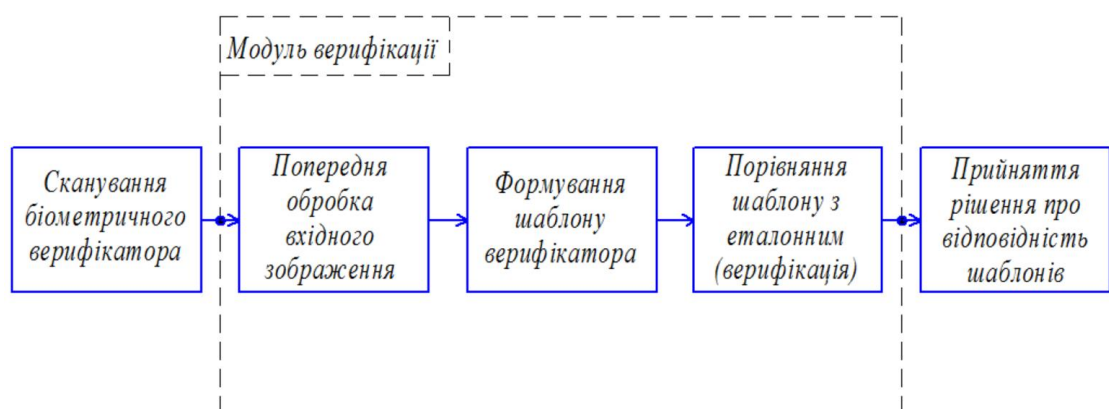 Модуль верифікації
Сканування
біометричного
верифікатора
Попередня
обробка
вхідного
зображення
Формування
шаблону
верифікатора
Порівняння
шаблону з
еталонним
(верифікація)
Прийняття
рішення про
відповідність
шаблонів